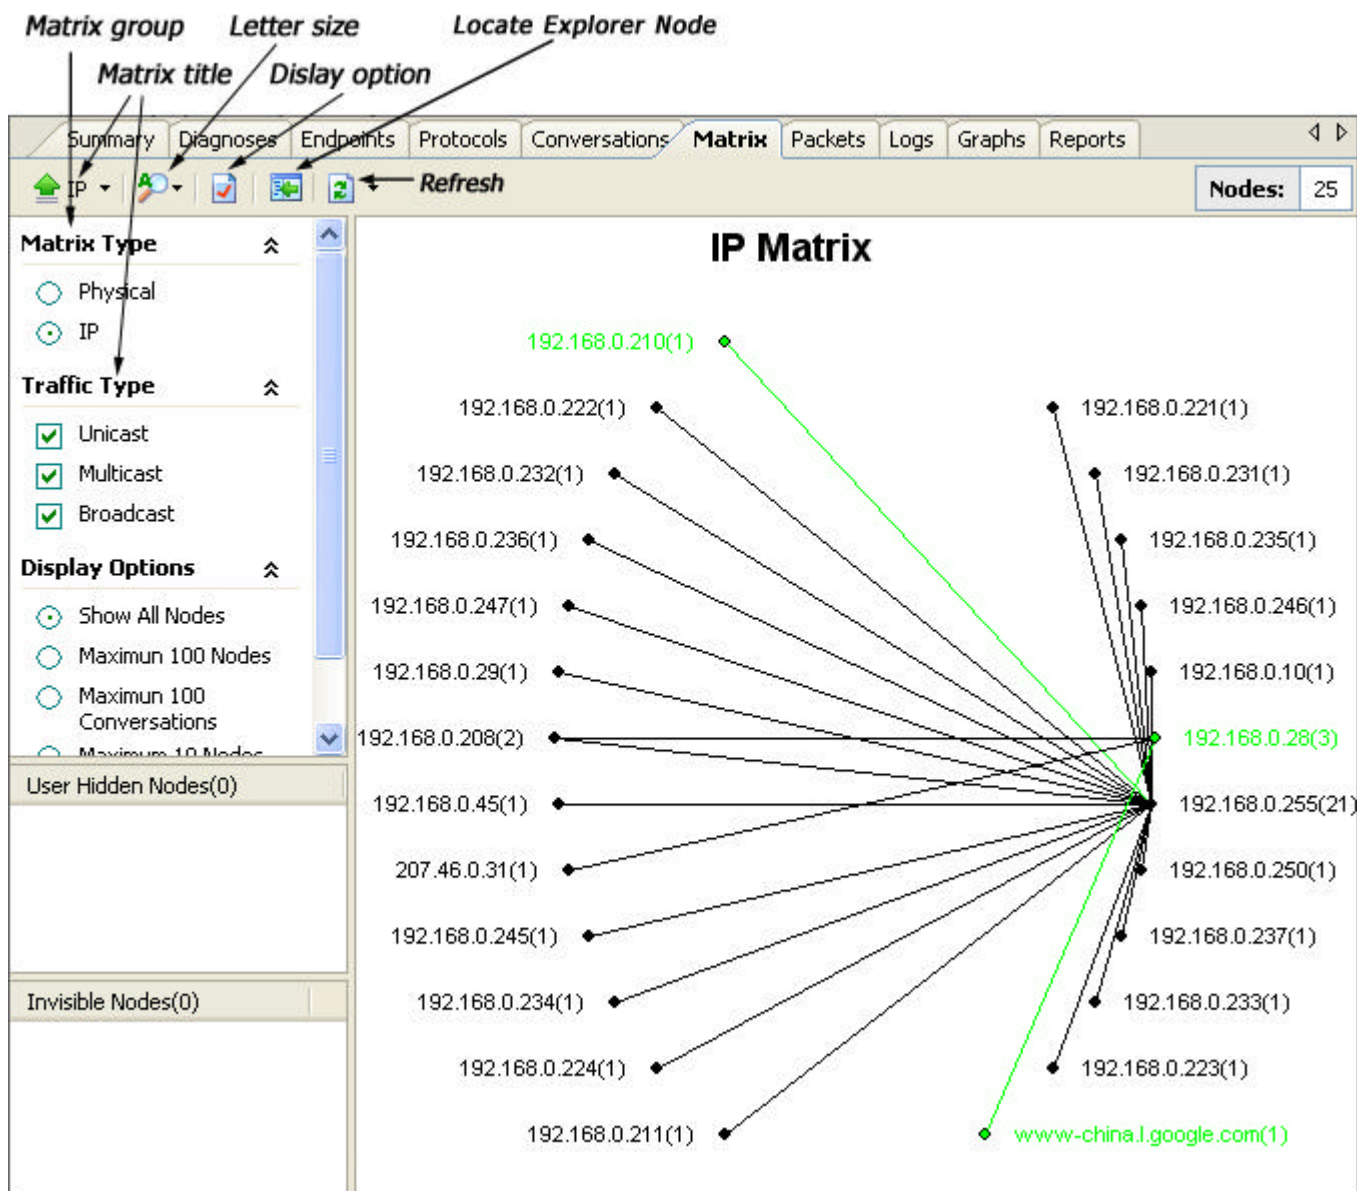 Matrix group Letter size Locate Explorer Node
Matrix title Dislay option
Summary Diagnoses Endpoints Protocols Conversations Matrix Packets Logs Graphs Reports
IP Refresh Nodes: 25
Matrix Type
Physical
IP
Traffic Type
Unicast
Multicast
Broadcast
Display Options
Show All Nodes
Maximun 100 Nodes
Maximun 100
Conversations
Maximum 10 Nodes
User Hidden Nodes(0)
Invisible Nodes(0)
IP Matrix
192.168.0.210(1)
192.168.0.222(1) 192.168.0.221(1)
192.168.0.232(1) 192.168.0.231(1)
192.168.0.236(1) 192.168.0.235(1)
192.168.0.247(1) 192.168.0.246(1)
192.168.0.29(1) 192.168.0.10(1)
192.168.0.208(2) 192.168.0.28(3)
192.168.0.45(1) 192.168.0.255(21)
207.46.0.31(1) 192.168.0.250(1)
192.168.0.245(1) 192.168.0.237(1)
192.168.0.234(1) 192.168.0.233(1)
192.168.0.224(1) 192.168.0.223(1)
192.168.0.211(1) www-china.l.google.com(1)